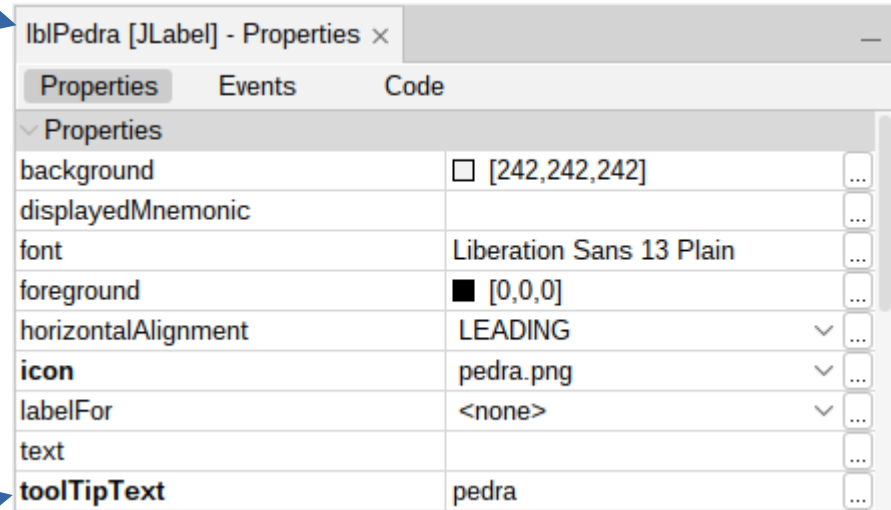 lblPedra [JLabel] - Properties ×
Properties Events Code
Properties
background [242,242,242] ...
displayedMnemonic ...
font Liberation Sans 13 Plain ...
foreground [0,0,0] ...
horizontalAlignment LEADING ...
icon pedra.png ...
labelFor <none> ...
text ...
toolTipText pedra ...